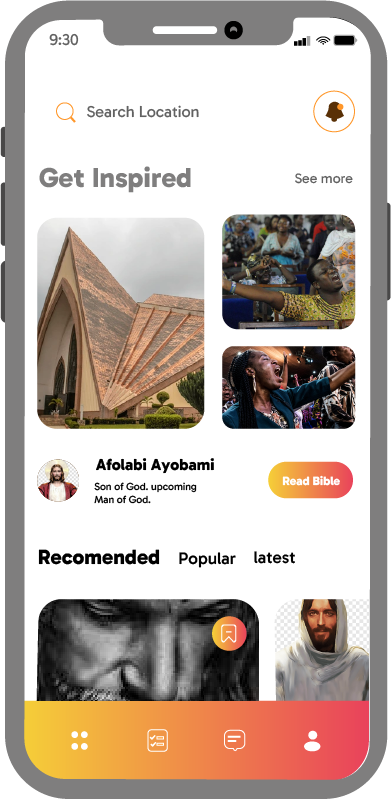 9:30
Search Location
Get Inspired
See more
Afolabi Ayobami
Son of God. upcoming
Man of God.
Read Bible
Recomended
Popular
latest